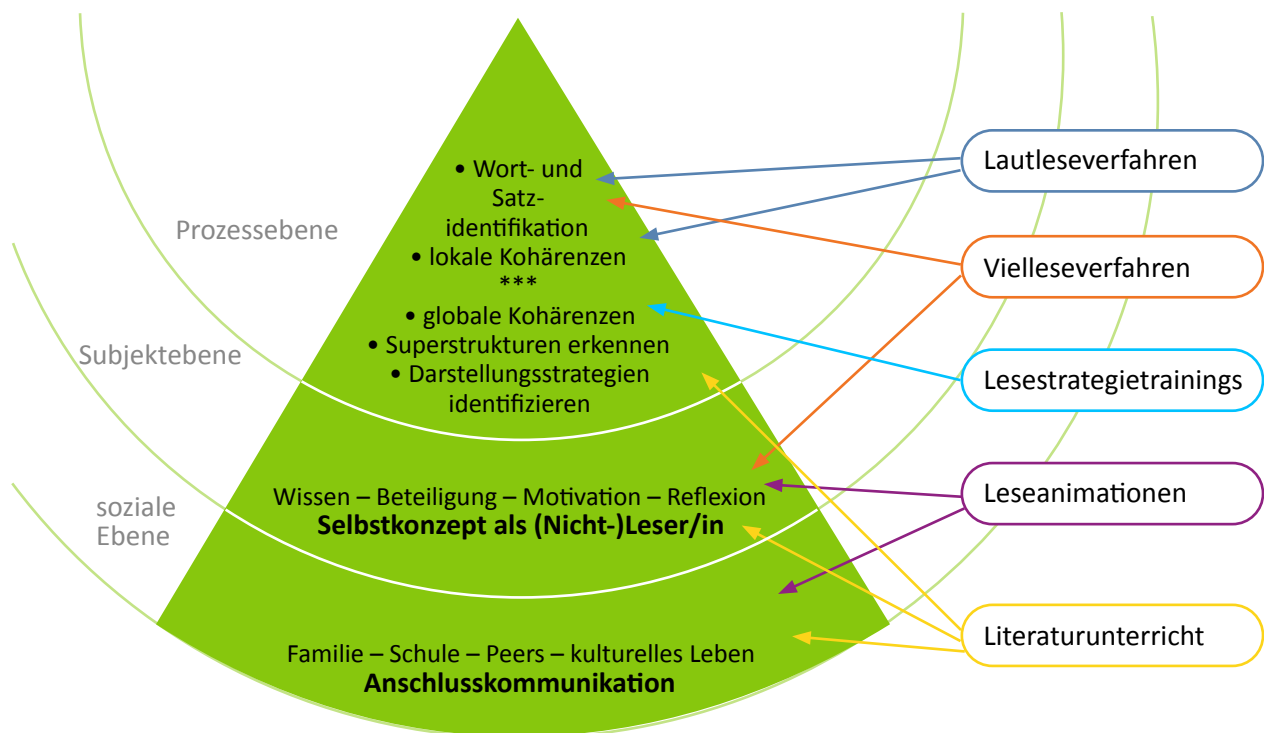 • Wort- und
Satz-
identifikation
• lokale Kohärenzen
***
• globale Kohärenzen
• Superstrukturen erkennen
• Darstellungsstrategien
identifizieren
Prozessebene
Subjektebene
soziale
Ebene
Wissen – Beteiligung – Motivation – Reflexion
Selbstkonzept als (Nicht-)Leser/in
Familie – Schule – Peers – kulturelles Leben
Anschlusskommunikation
Lautleseverfahren
Vielleseverfahren
Lesestrategietrainings
Leseanimationen
Literaturunterricht